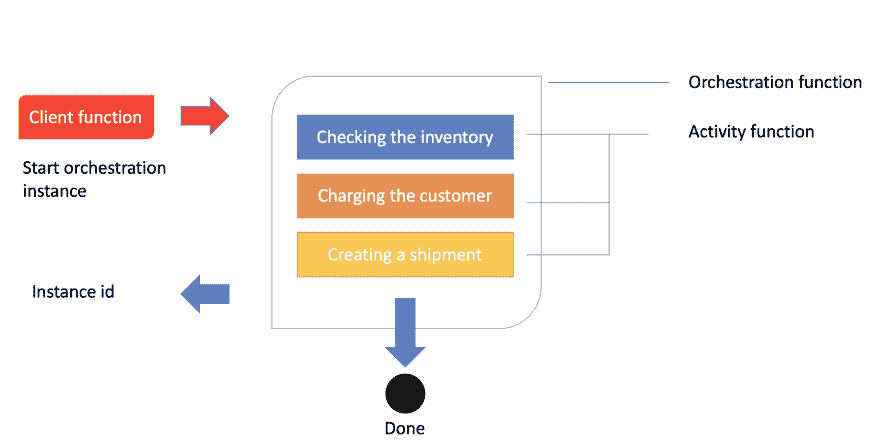 Client function
Start orchestration
instance
Instance id
Checking the inventory
Charging the customer
Creating a shipment
Done
Orchestration function
Activity function